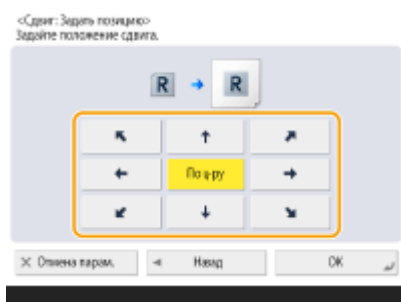 <Сдвиг: Задать позицию>
Задайте положение сдвига.
R R
По ц-ру
Отмена парам. Назад OK